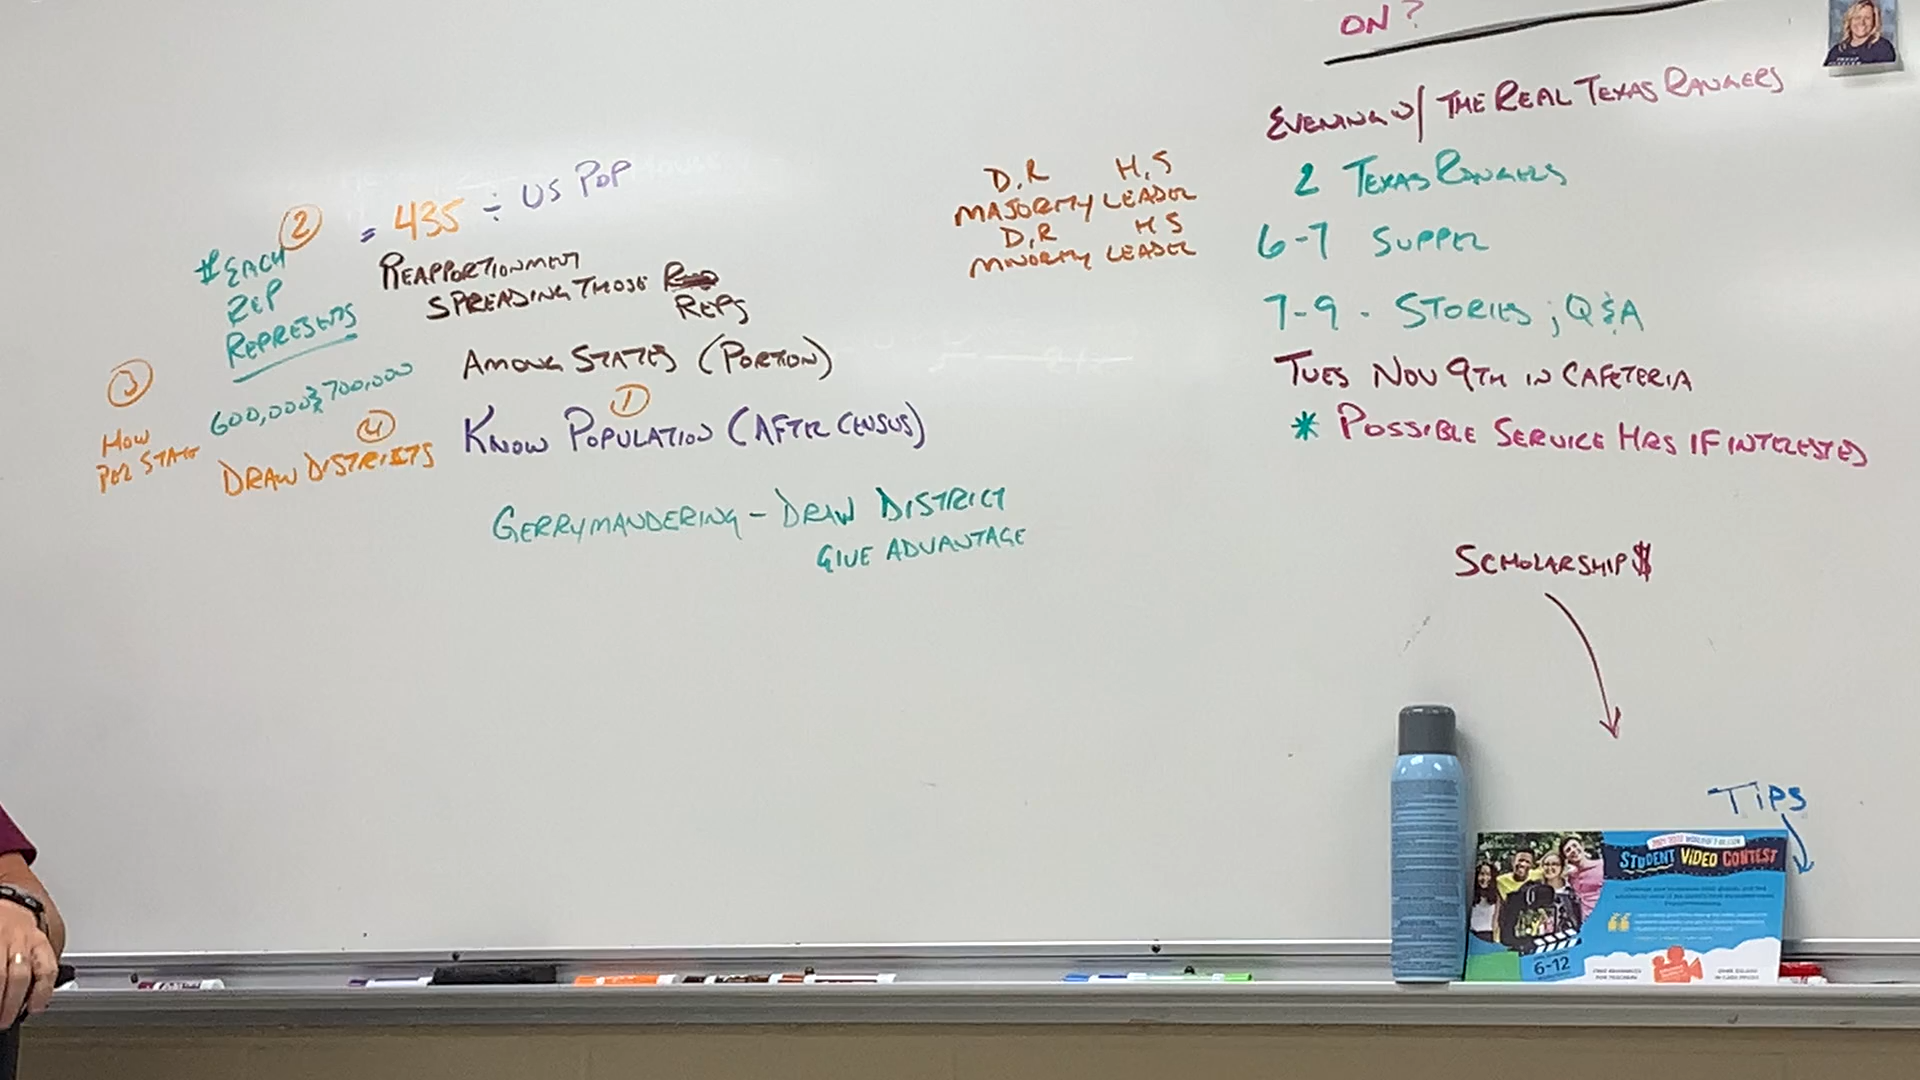 ON?
EVENING W/ THE REAL TEXAS RANGERS
2 TEXAS RANGERS
6-7 SUPPER
7-9 - STORIES; Q&A
TUES NOV 9TH IN CAFETERIA
* POSSIBLE SERVICE HRS IF INTERESTED
SCHOLARSHIP $
TIPS
D,R H,S
MAJORITY LEADER
D,R H S
MINORITY LEADER
② = 435 ÷ US POP
# EACH
REP
REPRESENTS
600,000 & 700,000
REAPPORTIONMENT
SPREADING THOSE
REPS
AMONG STATES (PORTION)
①
KNOW POPULATION (AFTER CENSUS)
③
HOW
PER STATE
④
DRAW DISTRICTS
GERRYMANDERING - DRAW DISTRICT
GIVE ADVANTAGE
STUDENT VIDEO CONTEST
6-12